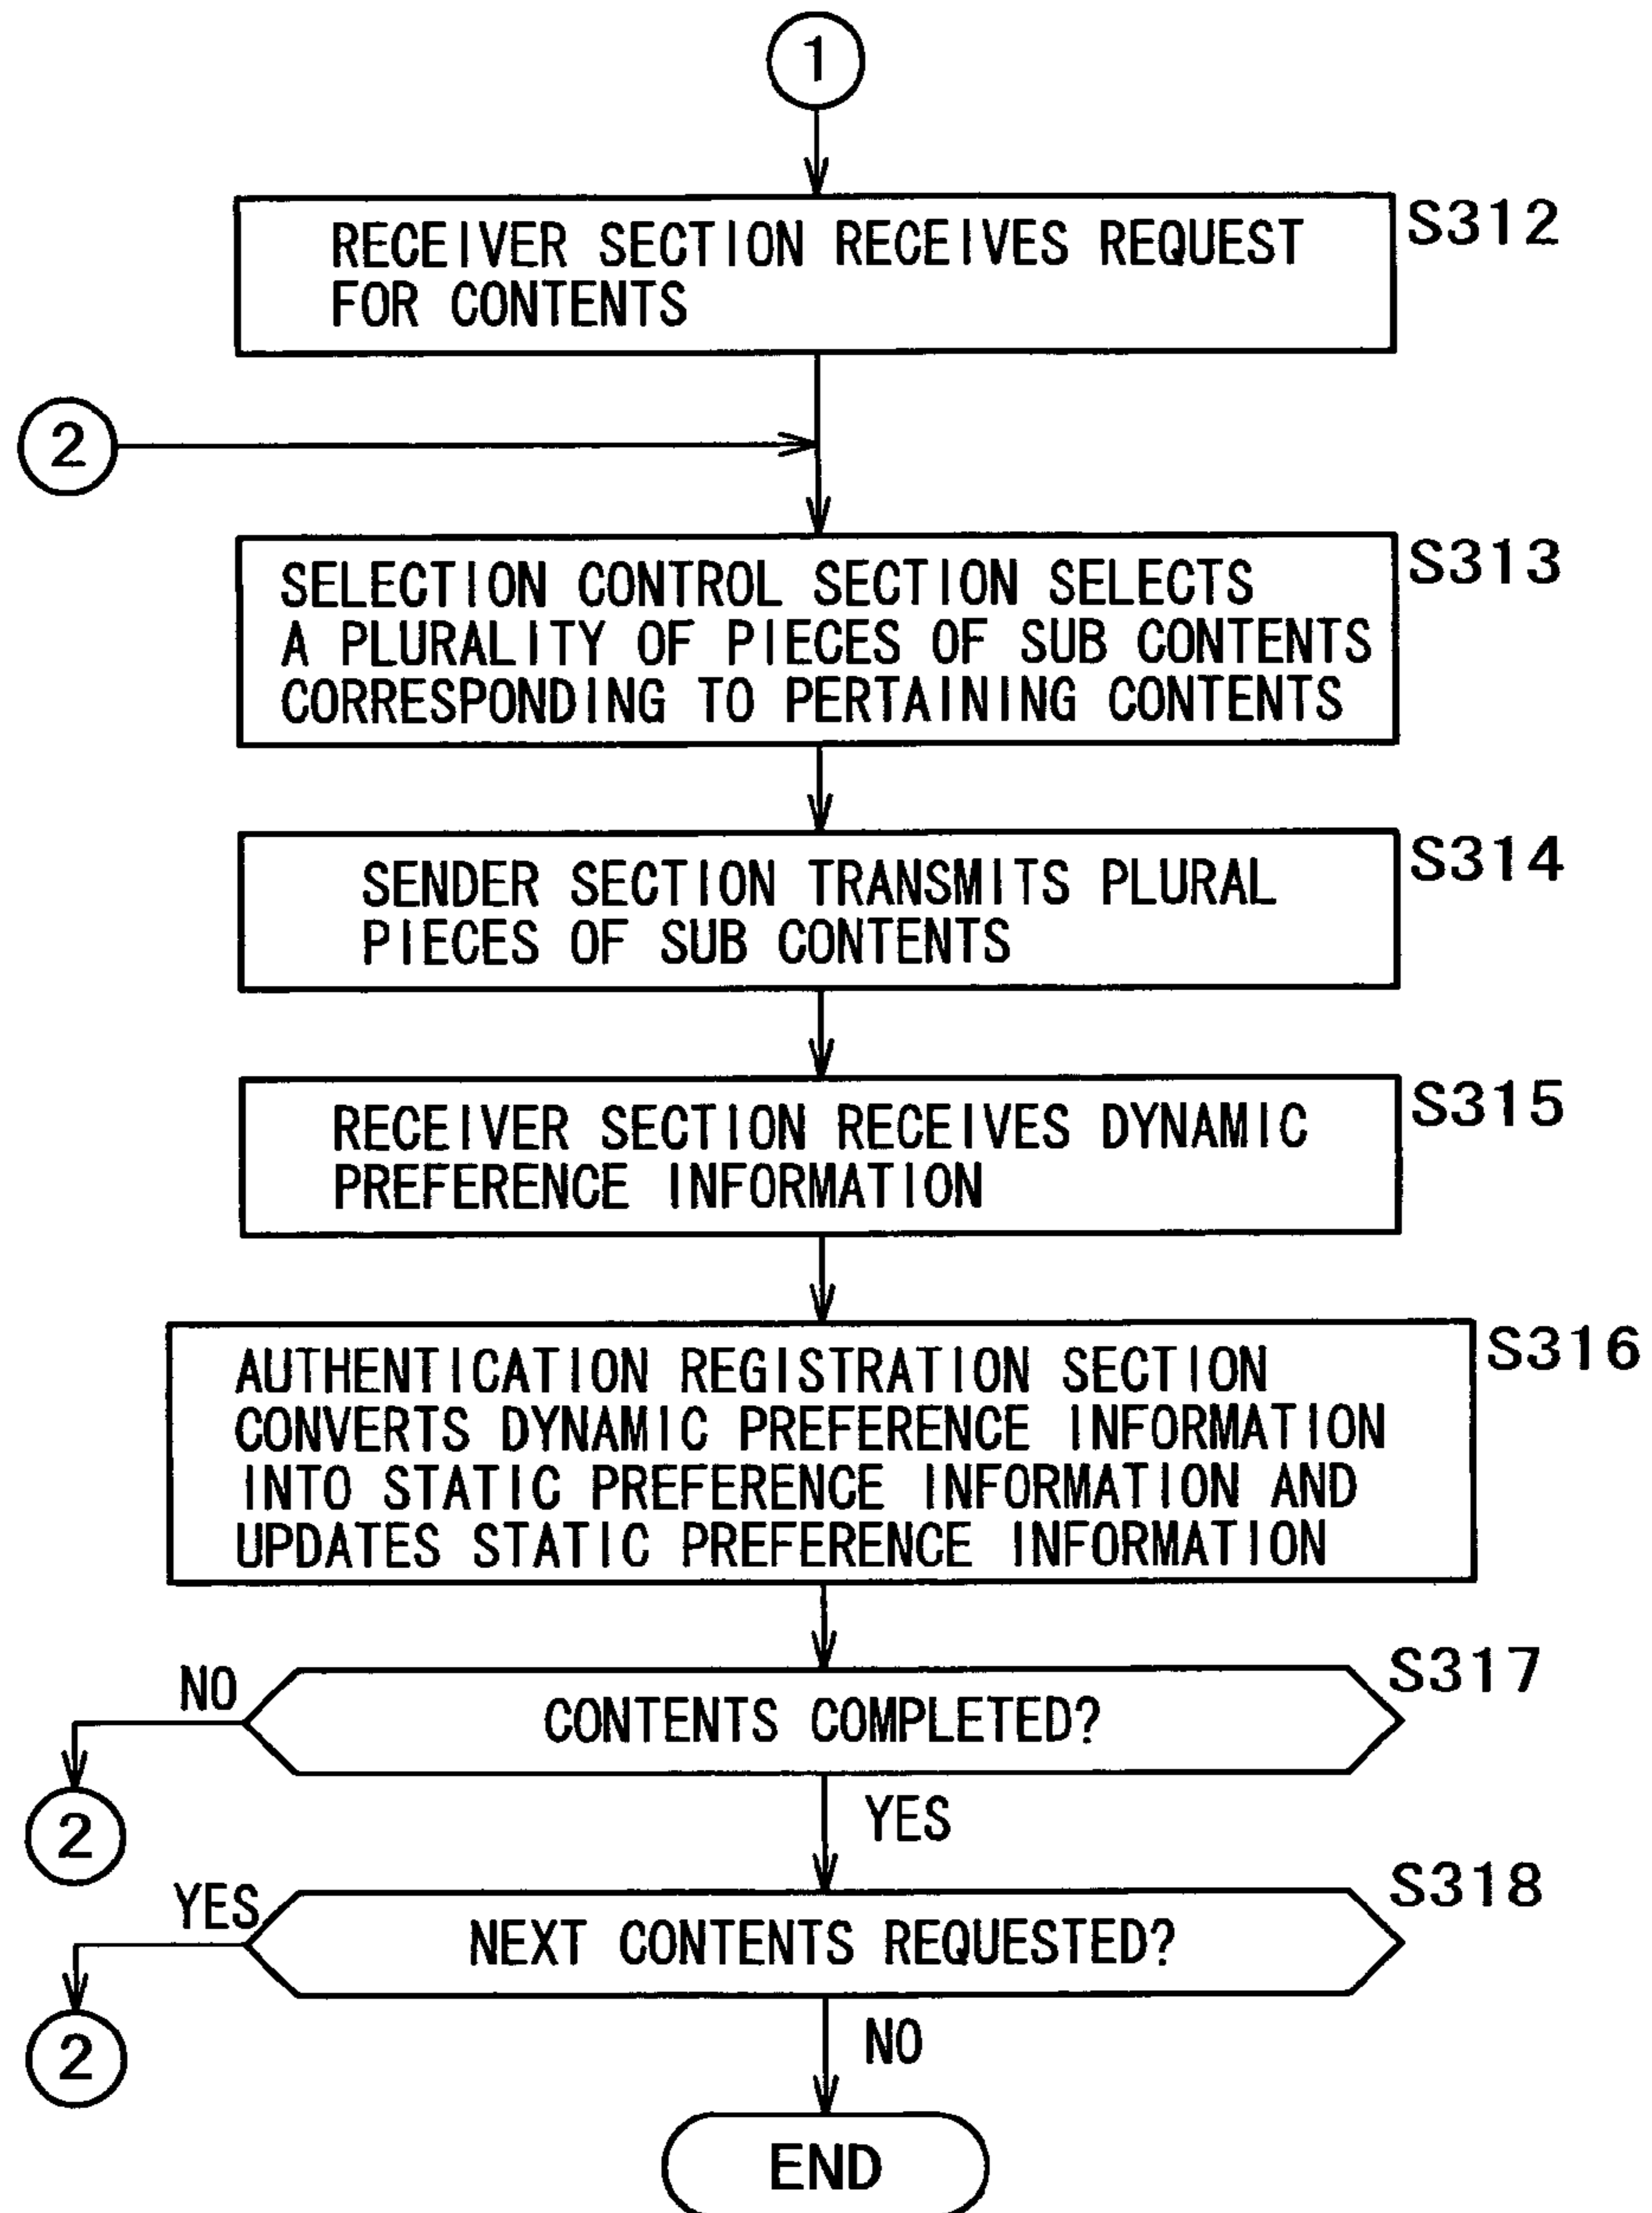 1
RECEIVER SECTION RECEIVES REQUEST
FOR CONTENTS
S312
2
SELECTION CONTROL SECTION SELECTS
A PLURALITY OF PIECES OF SUB CONTENTS
CORRESPONDING TO PERTAINING CONTENTS
S313
SENDER SECTION TRANSMITS PLURAL
PIECES OF SUB CONTENTS
S314
RECEIVER SECTION RECEIVES DYNAMIC
PREFERENCE INFORMATION
S315
AUTHENTICATION REGISTRATION SECTION
CONVERTS DYNAMIC PREFERENCE INFORMATION
INTO STATIC PREFERENCE INFORMATION AND
UPDATES STATIC PREFERENCE INFORMATION
S316
NO
CONTENTS COMPLETED?
S317
2
YES
YES
NEXT CONTENTS REQUESTED?
S318
2
NO
END